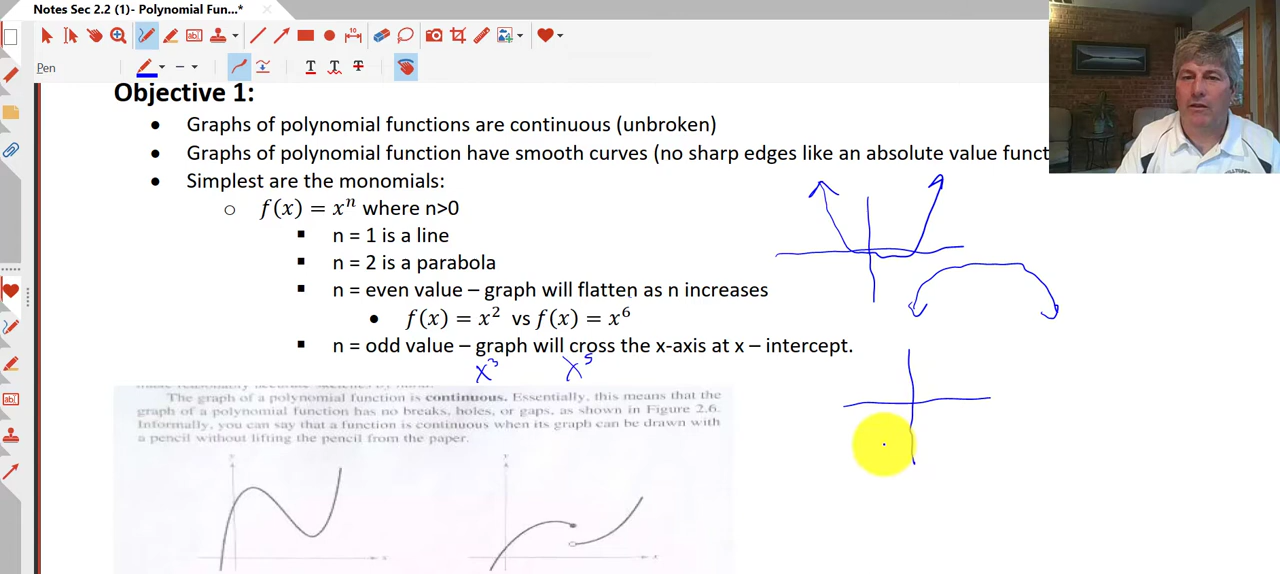 Notes Sec 2.2 (1)- Polynomial Fun...*
Pen
Objective 1:
• Graphs of polynomial functions are continuous (unbroken)
• Graphs of polynomial function have smooth curves (no sharp edges like an absolute value funct
• Simplest are the monomials:
○ f(x) = xⁿ where n>0
▪ n = 1 is a line
▪ n = 2 is a parabola
▪ n = even value – graph will flatten as n increases
• f(x) = x² vs f(x) = x⁶
▪ n = odd value – graph will cross the x-axis at x – intercept.
x³ x⁵
The graph of a polynomial function is continuous. Essentially, this means that the
graph of a polynomial function has no breaks, holes, or gaps, as shown in Figure 2.6.
Informally, you can say that a function is continuous when its graph can be drawn with
a pencil without lifting the pencil from the paper.
y y
x x